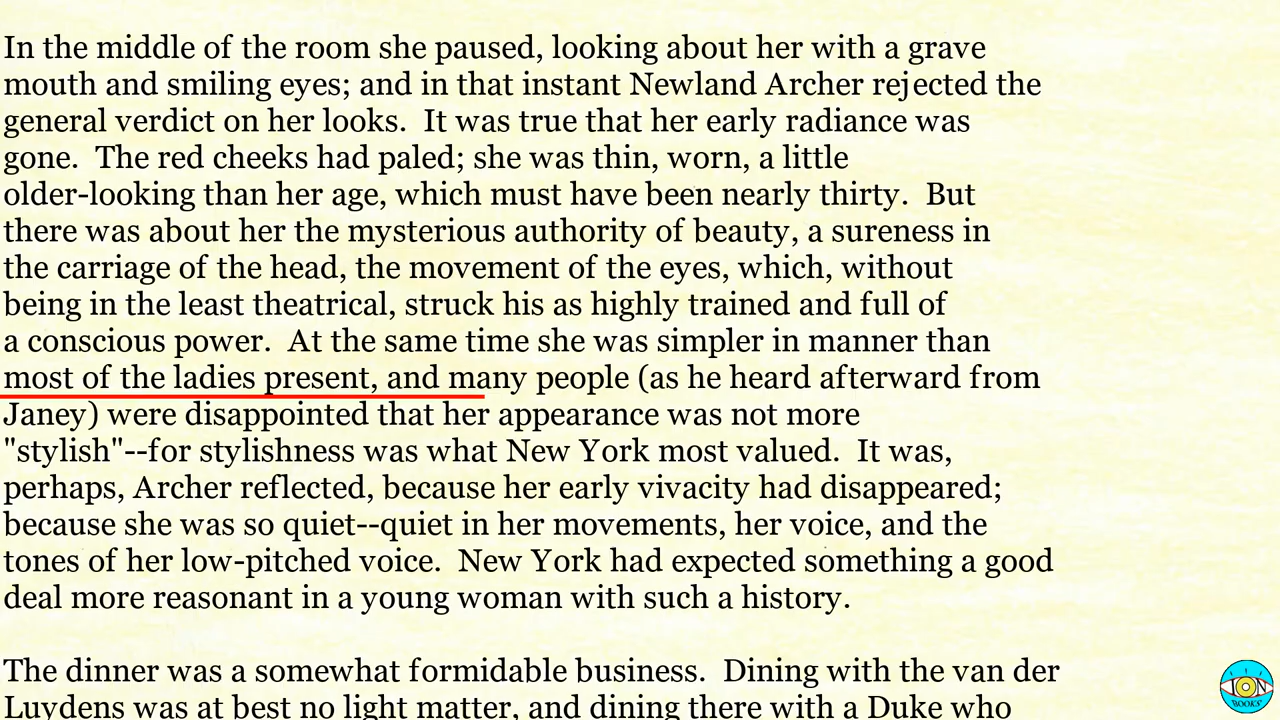 In the middle of the room she paused, looking about her with a grave
mouth and smiling eyes; and in that instant Newland Archer rejected the
general verdict on her looks.  It was true that her early radiance was
gone.  The red cheeks had paled; she was thin, worn, a little
older-looking than her age, which must have been nearly thirty.  But
there was about her the mysterious authority of beauty, a sureness in
the carriage of the head, the movement of the eyes, which, without
being in the least theatrical, struck his as highly trained and full of
a conscious power.  At the same time she was simpler in manner than
most of the ladies present, and many people (as he heard afterward from
Janey) were disappointed that her appearance was not more
"stylish"--for stylishness was what New York most valued.  It was,
perhaps, Archer reflected, because her early vivacity had disappeared;
because she was so quiet--quiet in her movements, her voice, and the
tones of her low-pitched voice.  New York had expected something a good
deal more reasonant in a young woman with such a history.
The dinner was a somewhat formidable business.  Dining with the van der
Luydens was at best no light matter, and dining there with a Duke who
ION
BOOKS